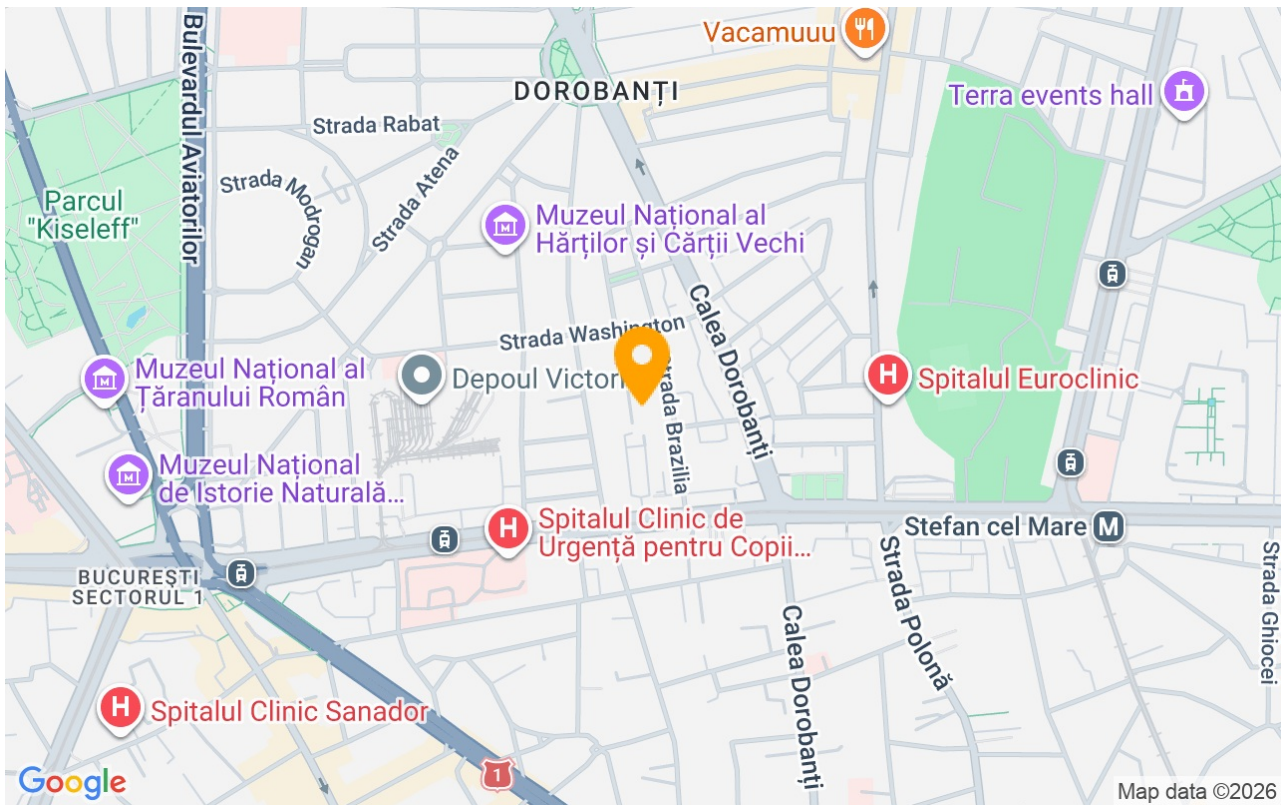 Vacamuuu
DOROBANȚI
Terra events hall
Bulevardul Aviatorilor
Strada Rabat
Strada Atena
Strada Modrogan
Parcul
"Kiseleff"
Muzeul Național al
Hărților și Cărții Vechi
Calea Dorobanți
Strada Washington
Muzeul Național al
Țăranului Român
Depoul Victori
Strada Brazilia
H
Spitalul Euroclinic
Muzeul Național
de Istorie Naturală...
H
Spitalul Clinic de
Urgență pentru Copii...
Stefan cel Mare M
BUCUREȘTI
SECTORUL 1
Strada Polonă
Strada Ghiocei
Calea Dorobanți
H
Spitalul Clinic Sanador
1
Google
Map data ©2026